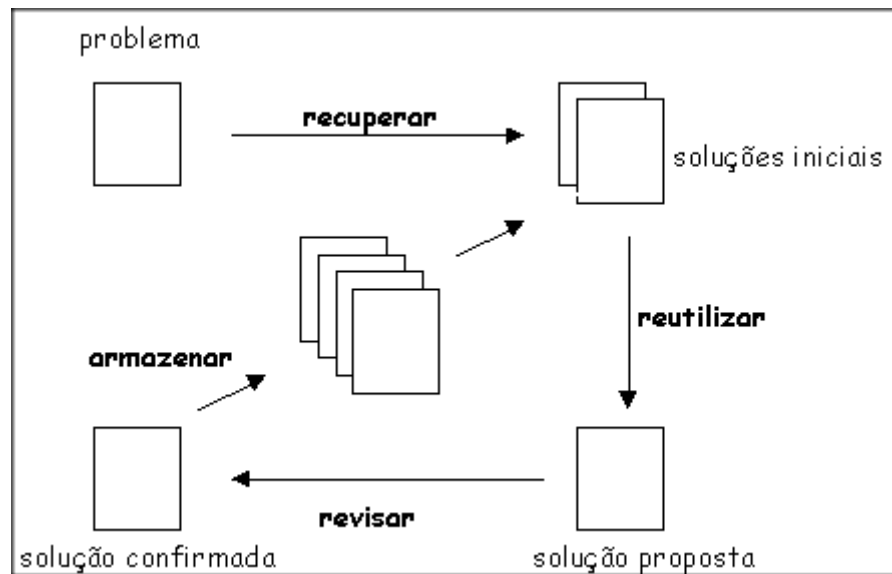 problema
recuperar
soluções iniciais
reutilizar
armazenar
revisar
solução confirmada
solução proposta